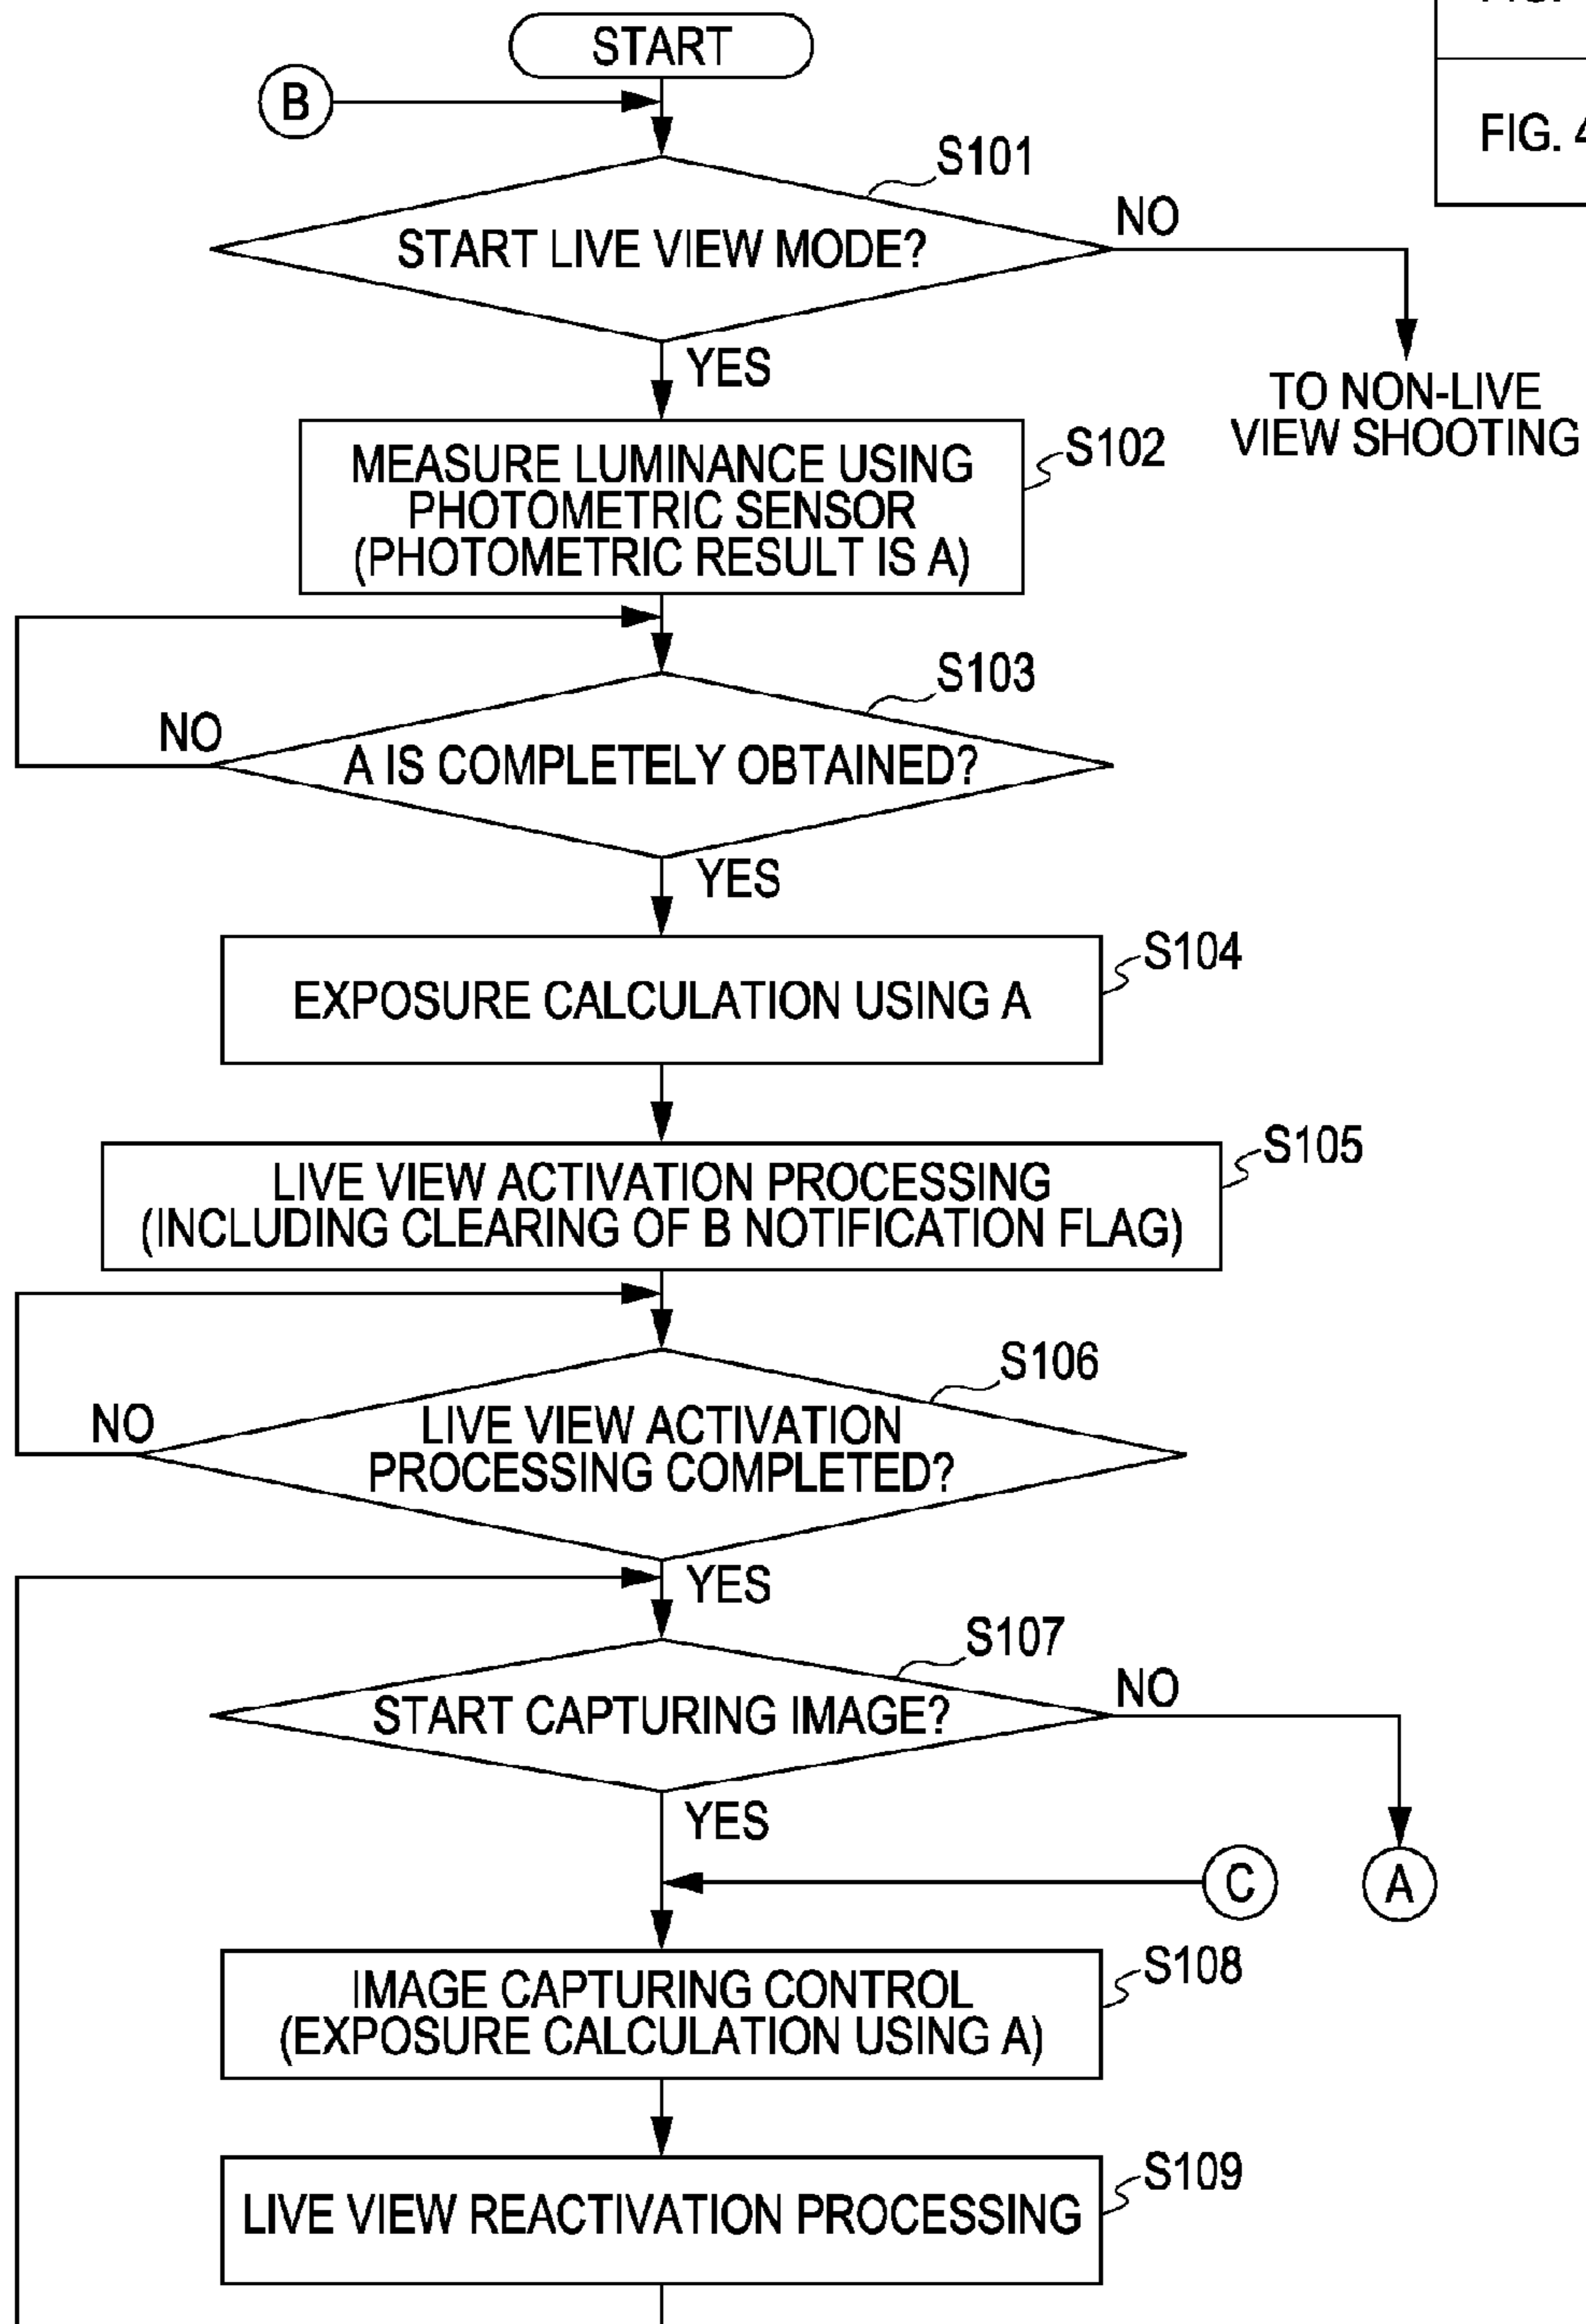 START
B
S101
START LIVE VIEW MODE?
NO
YES
TO NON-LIVE
VIEW SHOOTING
MEASURE LUMINANCE USING
PHOTOMETRIC SENSOR
(PHOTOMETRIC RESULT IS A)
S102
S103
NO
A IS COMPLETELY OBTAINED?
YES
S104
EXPOSURE CALCULATION USING A
S105
LIVE VIEW ACTIVATION PROCESSING
(INCLUDING CLEARING OF B NOTIFICATION FLAG)
S106
NO
LIVE VIEW ACTIVATION
PROCESSING COMPLETED?
YES
S107
START CAPTURING IMAGE?
NO
YES
C
A
S108
IMAGE CAPTURING CONTROL
(EXPOSURE CALCULATION USING A)
S109
LIVE VIEW REACTIVATION PROCESSING
FIG. 4